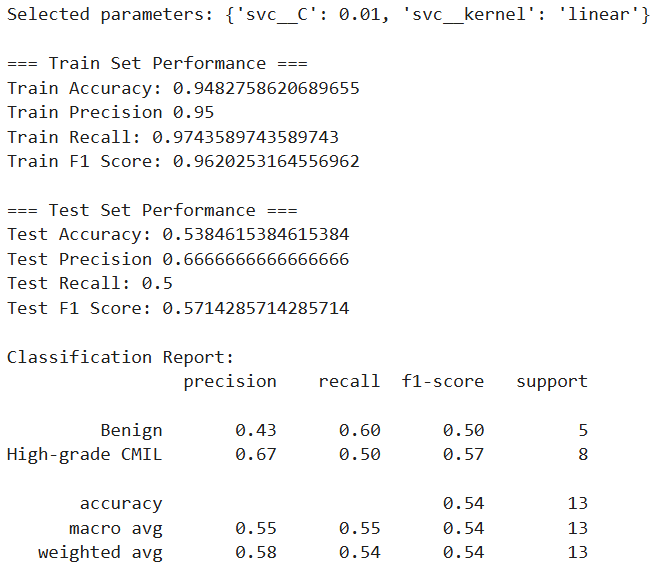 Selected parameters: {'svc__C': 0.01, 'svc__kernel': 'linear'}
=== Train Set Performance ===
Train Accuracy: 0.9482758620689655
Train Precision 0.95
Train Recall: 0.9743589743589743
Train F1 Score: 0.9620253164556962
=== Test Set Performance ===
Test Accuracy: 0.5384615384615384
Test Precision 0.6666666666666666
Test Recall: 0.5
Test F1 Score: 0.5714285714285714
Classification Report:
precision recall f1-score support
Benign 0.43 0.60 0.50 5
High-grade CMIL 0.67 0.50 0.57 8
accuracy 0.54 13
macro avg 0.55 0.55 0.54 13
weighted avg 0.58 0.54 0.54 13